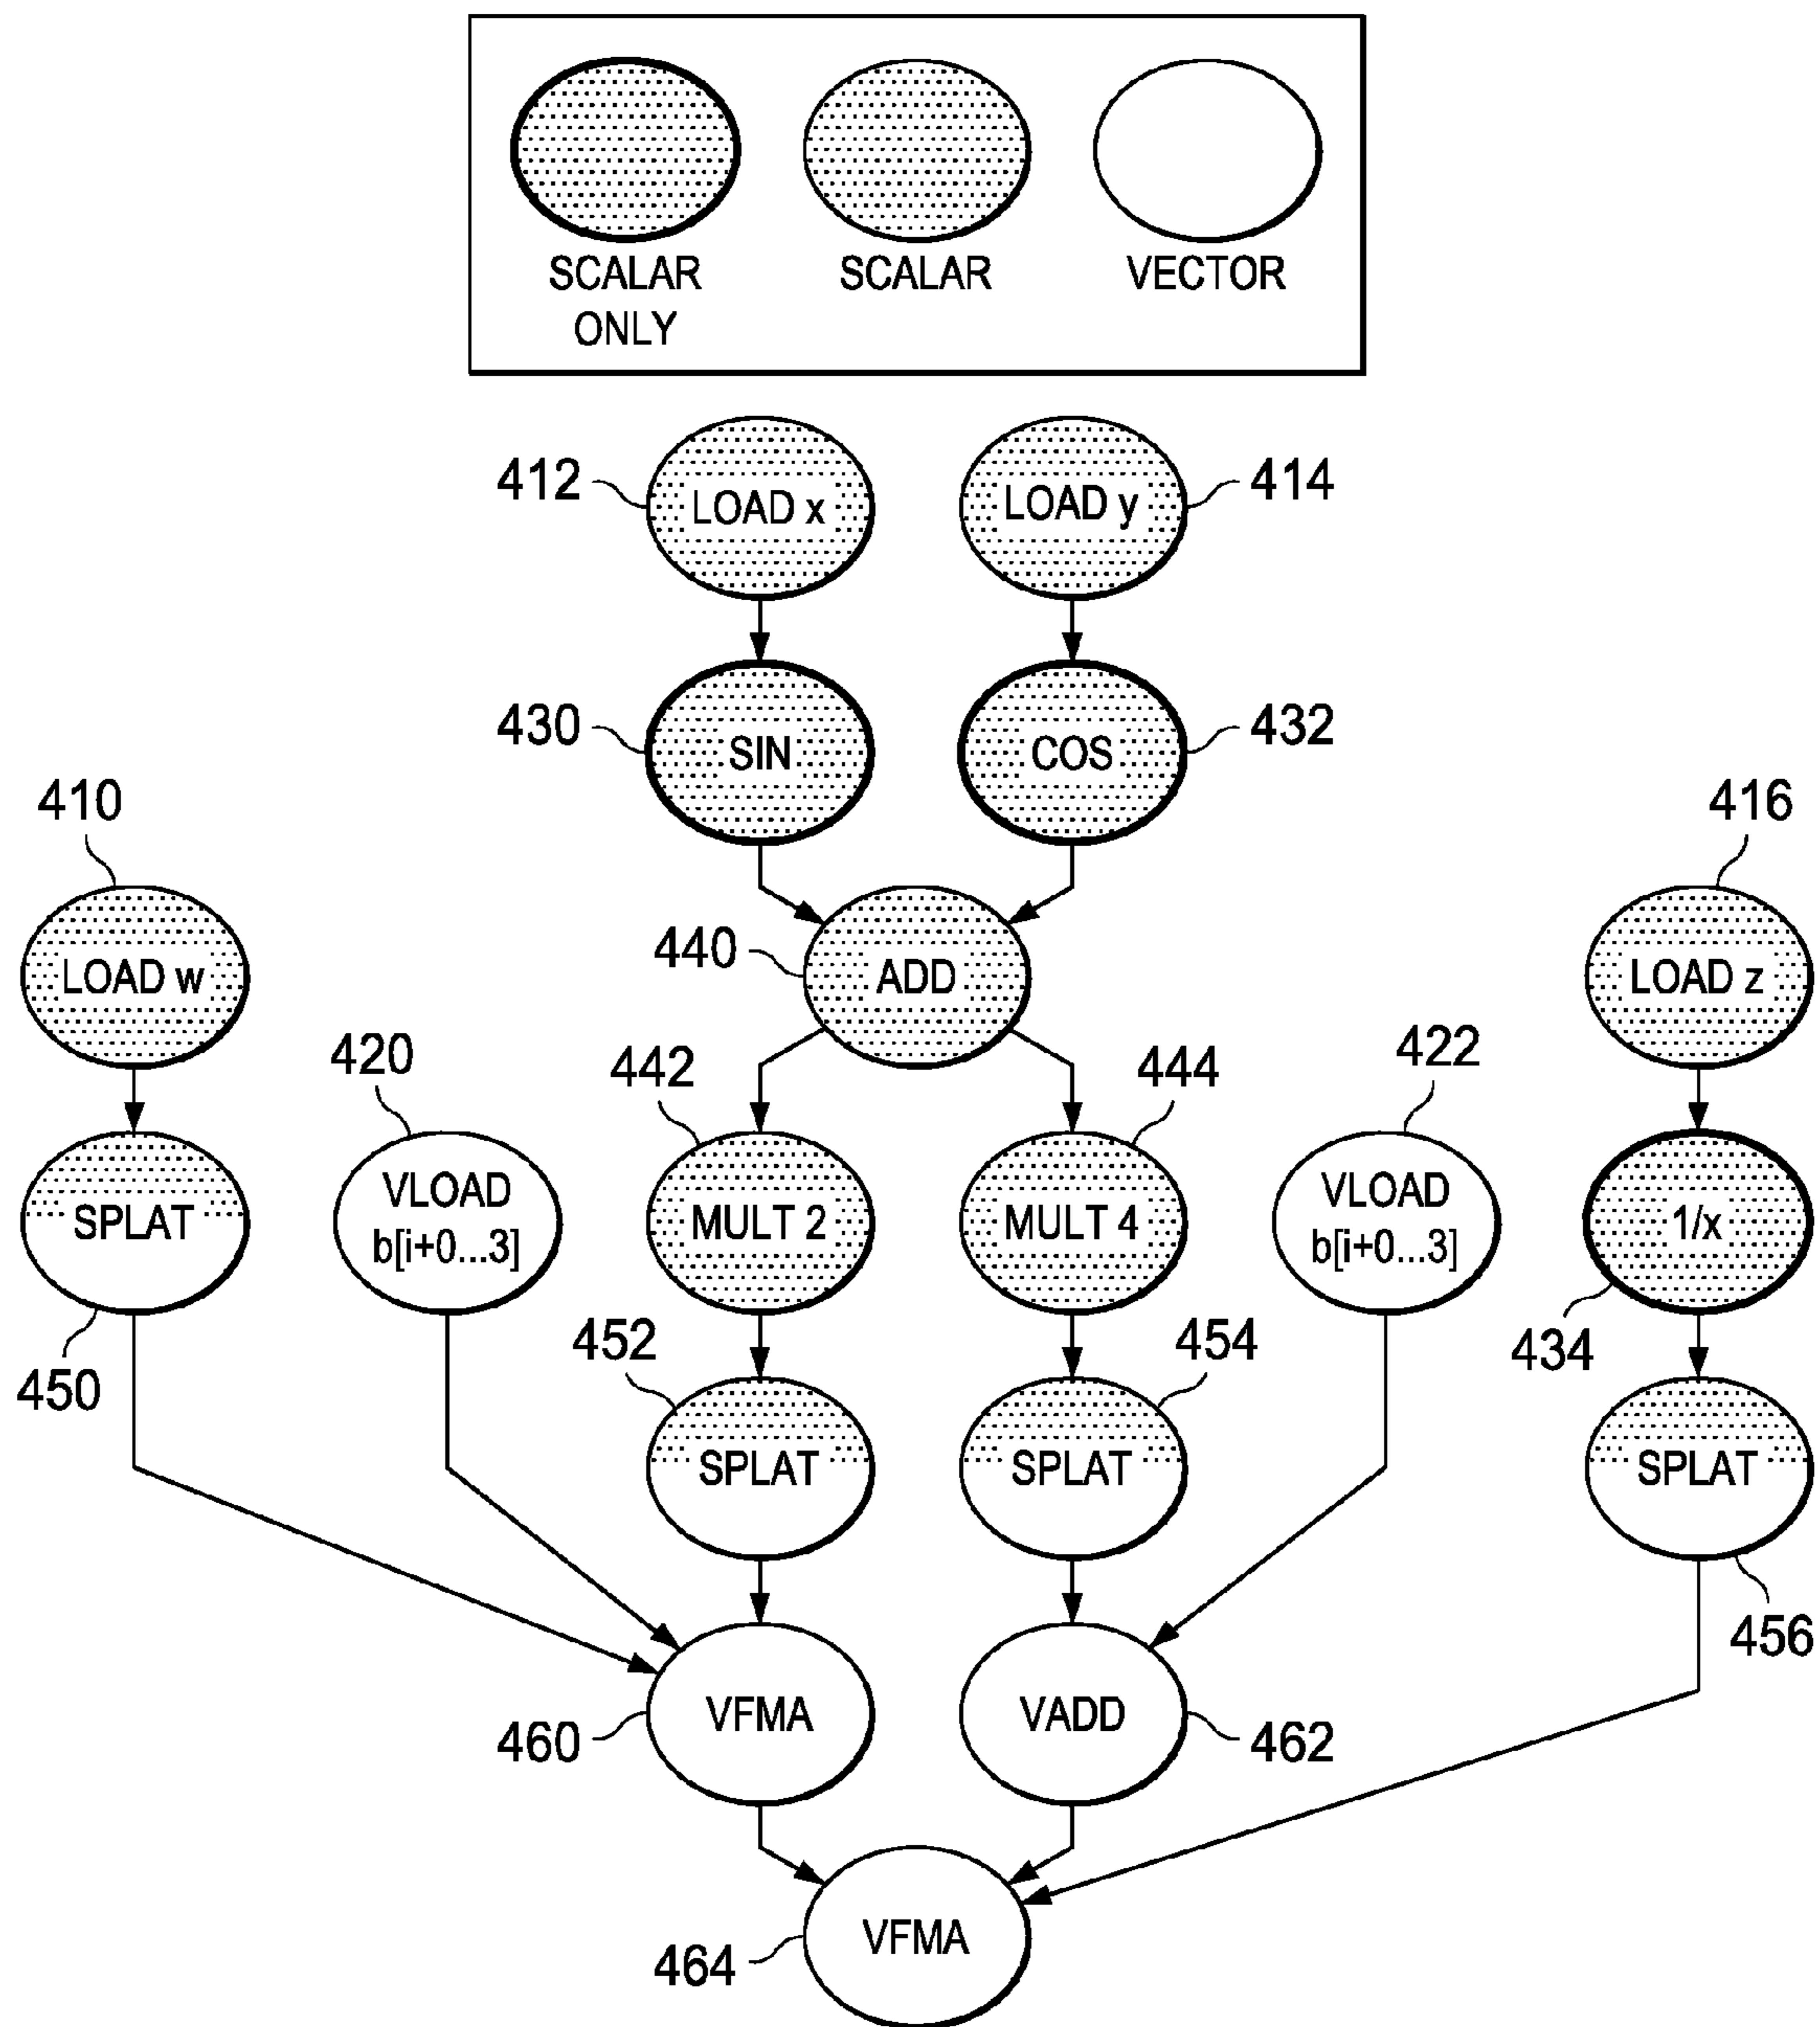 SCALAR
ONLY
SCALAR
VECTOR
412
LOAD x
LOAD y
414
430
SIN
COS
432
410
416
LOAD w
440
ADD
LOAD z
420
442
444
422
SPLAT
VLOAD
b[i+0...3]
MULT 2
MULT 4
VLOAD
b[i+0...3]
1/x
450
452
454
434
SPLAT
SPLAT
SPLAT
456
460
VFMA
VADD
462
464
VFMA